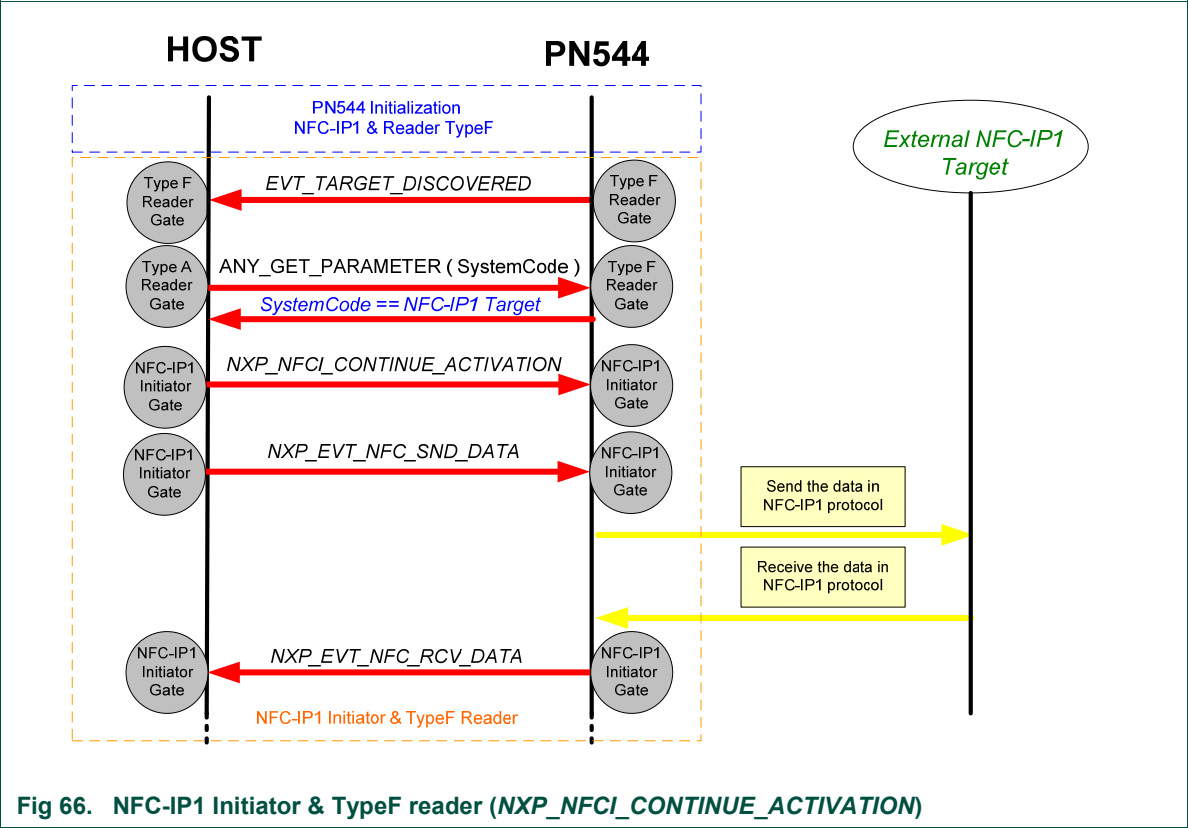 HOST
PN544
PN544 Initialization
NFC-IP1 & Reader TypeF
External NFC-IP1
Target
Type F
Reader
Gate
EVT_TARGET_DISCOVERED
Type F
Reader
Gate
Type A
Reader
Gate
ANY_GET_PARAMETER ( SystemCode )
SystemCode == NFC-IP1 Target
Type F
Reader
Gate
NFC-IP1
Initiator
Gate
NXP_NFCI_CONTINUE_ACTIVATION
NFC-IP1
Initiator
Gate
NFC-IP1
Initiator
Gate
NXP_EVT_NFC_SND_DATA
NFC-IP1
Initiator
Gate
Send the data in
NFC-IP1 protocol
Receive the data in
NFC-IP1 protocol
NFC-IP1
Initiator
Gate
NXP_EVT_NFC_RCV_DATA
NFC-IP1
Initiator
Gate
NFC-IP1 Initiator & TypeF Reader
Fig 66. NFC-IP1 Initiator & TypeF reader (NXP_NFCI_CONTINUE_ACTIVATION)